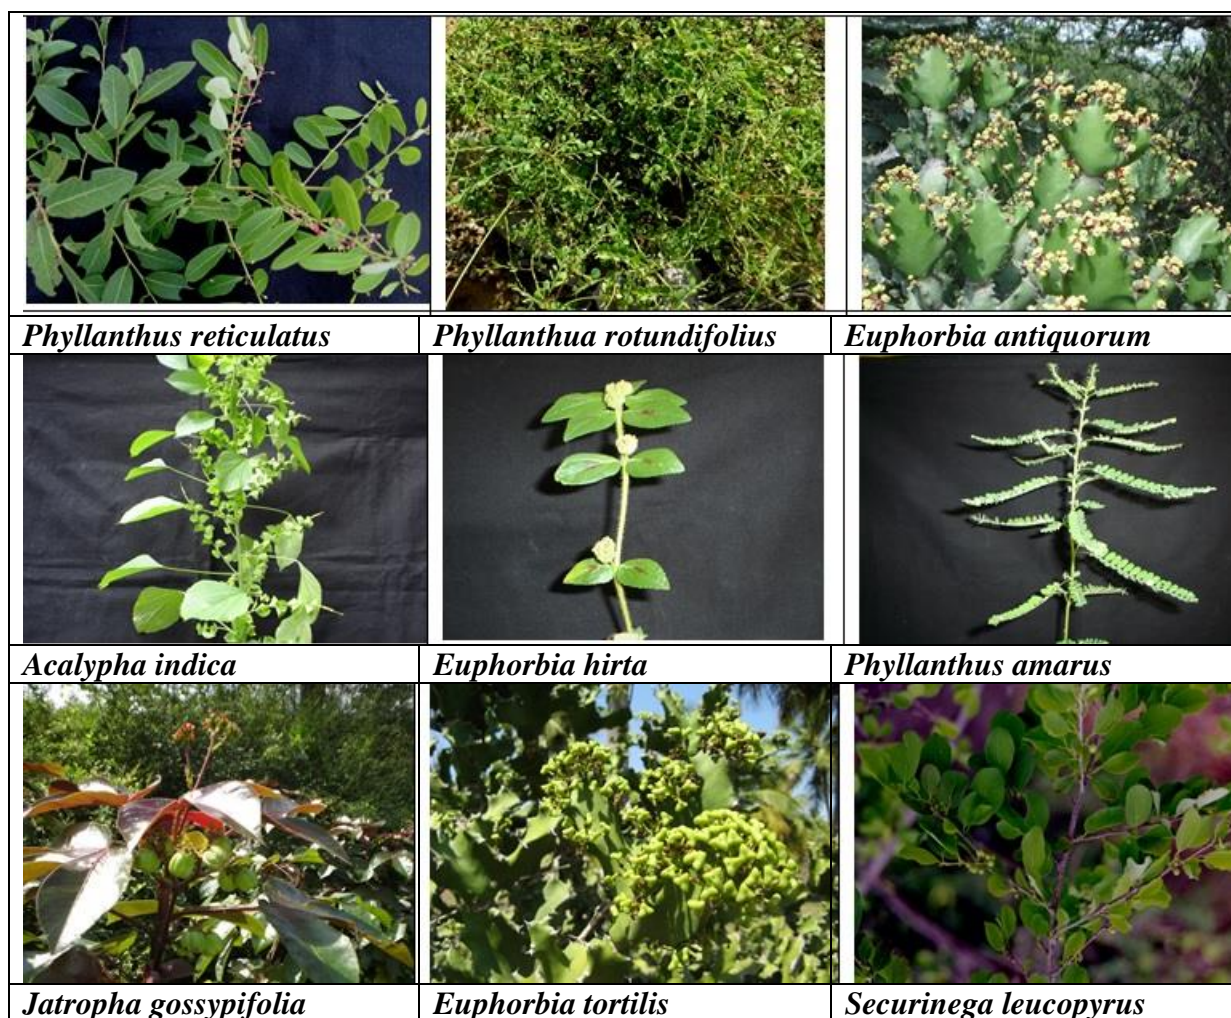 Phyllanthus reticulatus
Phyllanthua rotundifolius
Euphorbia antiquorum
Acalypha indica
Euphorbia hirta
Phyllanthus amarus
Jatropha gossypifolia
Euphorbia tortilis
Securinega leucopyrus